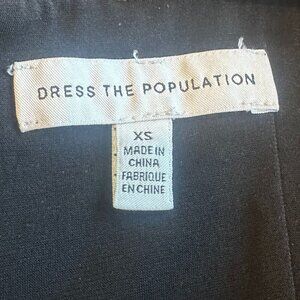 DRESS THE POPULATION
XS
MADE IN
CHINA
FABRIQUE
EN CHINE